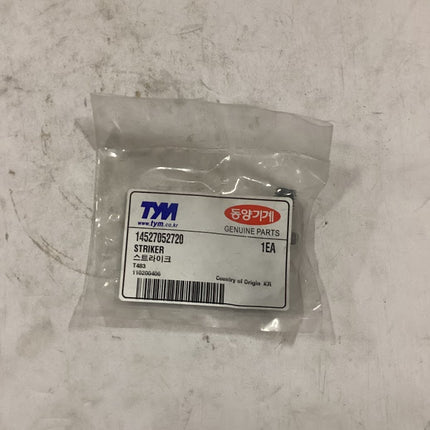 TYM
www.tym.co.kr
동양기계
GENUINE PARTS
14527052720
1EA
STRIKER
스트라이크
T483
Country of Origin KR